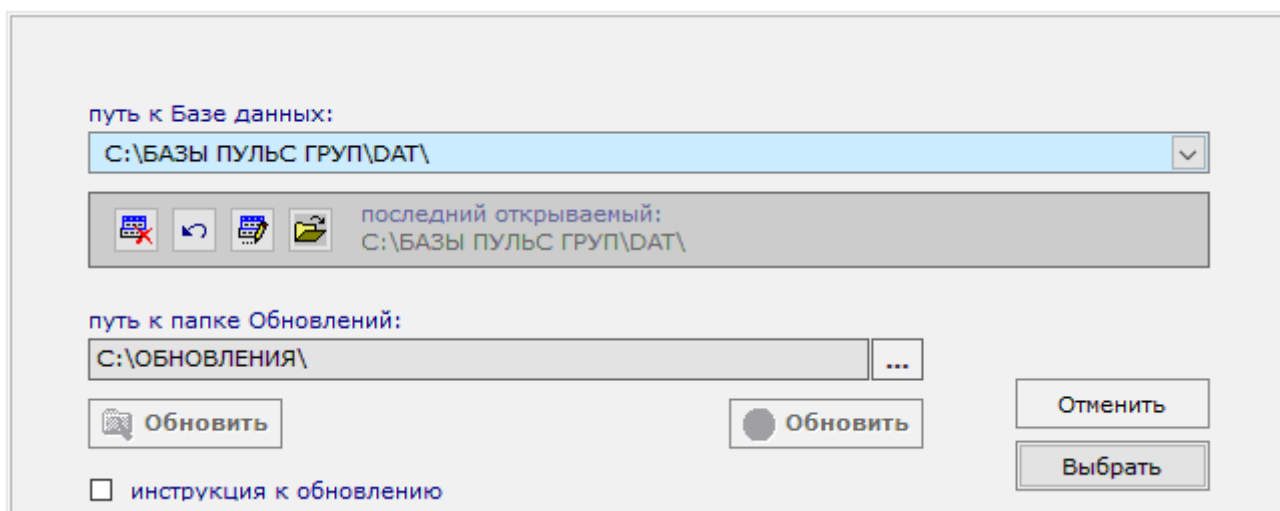 путь к Базе данных:
C:\БАЗЫ ПУЛЬС ГРУП\DAT\
последний открываемый:
C:\БАЗЫ ПУЛЬС ГРУП\DAT\
путь к папке Обновлений:
C:\ОБНОВЛЕНИЯ\
...
Отменить
Обновить
Обновить
Выбрать
инструкция к обновлению